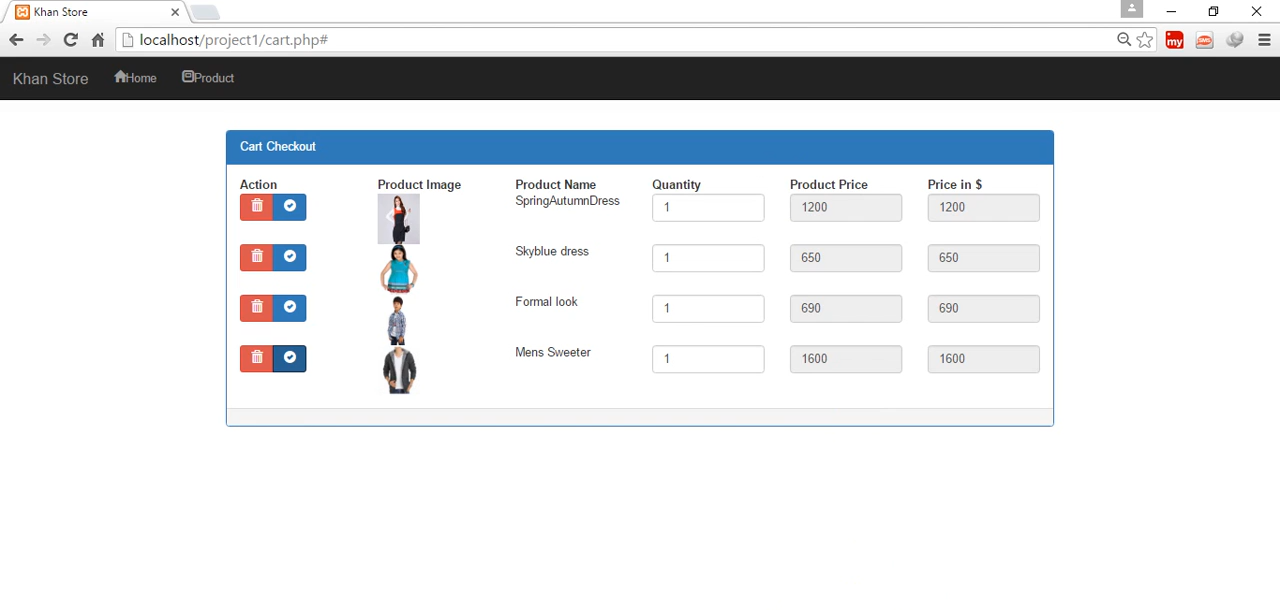 Khan Store
localhost/project1/cart.php#
my
SMS
Khan Store Home Product
Cart Checkout
Action Product Image Product Name Quantity Product Price Price in $
SpringAutumnDress 1 1200 1200
Skyblue dress 1 650 650
Formal look 1 690 690
Mens Sweeter 1 1600 1600